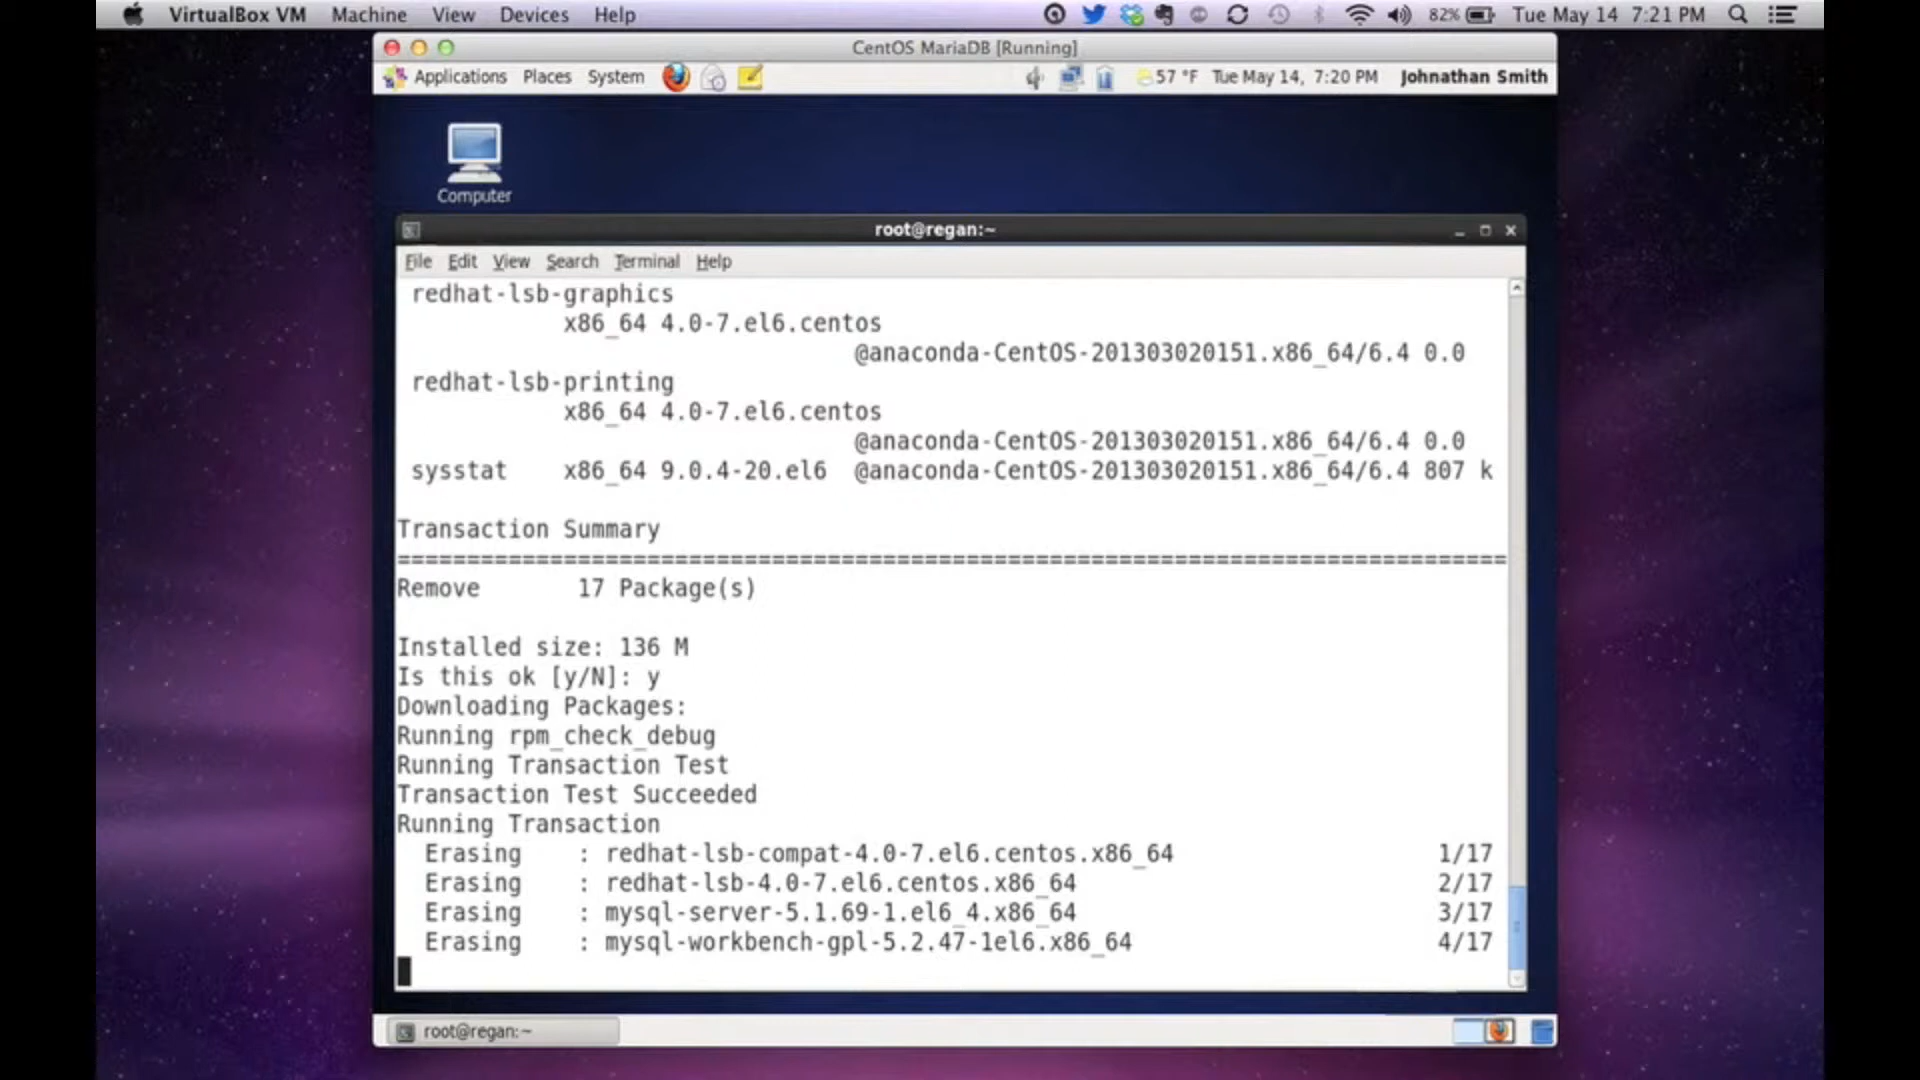 VirtualBox VM Machine View Devices Help 82% Tue May 14 7:21 PM
CentOS MariaDB [Running]
Applications Places System 57 °F Tue May 14, 7:20 PM Johnathan Smith
Computer
root@regan:~
File Edit View Search Terminal Help
redhat-lsb-graphics
x86_64 4.0-7.el6.centos
@anaconda-CentOS-201303020151.x86_64/6.4 0.0
redhat-lsb-printing
x86_64 4.0-7.el6.centos
@anaconda-CentOS-201303020151.x86_64/6.4 0.0
sysstat x86_64 9.0.4-20.el6 @anaconda-CentOS-201303020151.x86_64/6.4 807 k
Transaction Summary
================================================================================
Remove 17 Package(s)
Installed size: 136 M
Is this ok [y/N]: y
Downloading Packages:
Running rpm_check_debug
Running Transaction Test
Transaction Test Succeeded
Running Transaction
Erasing : redhat-lsb-compat-4.0-7.el6.centos.x86_64 1/17
Erasing : redhat-lsb-4.0-7.el6.centos.x86_64 2/17
Erasing : mysql-server-5.1.69-1.el6_4.x86_64 3/17
Erasing : mysql-workbench-gpl-5.2.47-1el6.x86_64 4/17
root@regan:~